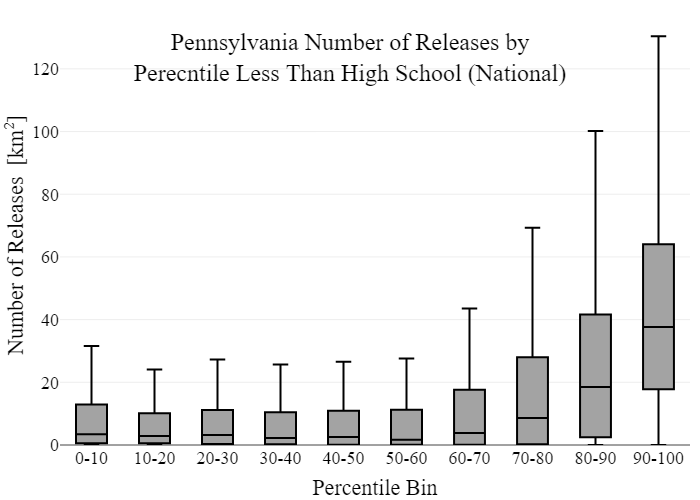 Pennsylvania Number of Releases by
Perecntile Less Than High School (National)
Number of Releases [km²]
120
100
80
60
40
20
0
0-10 10-20 20-30 30-40 40-50 50-60 60-70 70-80 80-90 90-100
Percentile Bin